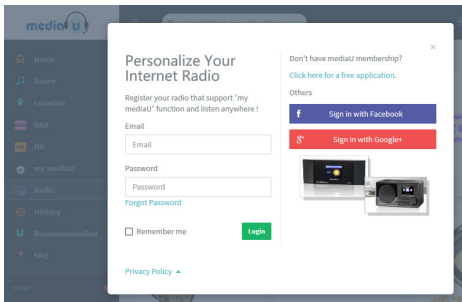 mediaU
Home
Genre
Location
DAB
HD
my mediaU
Radio
History
Recommendation
FAQ
×
Personalize Your
Internet Radio
Register your radio that support "my
mediaU" function and listen anywhere !
Email
Email
Password
Password
Forgot Password
Remember me
Login
Privacy Policy
Don't have mediaU membership?
Click here for a free application.
Others
f Sign in with Facebook
g+ Sign in with Google+